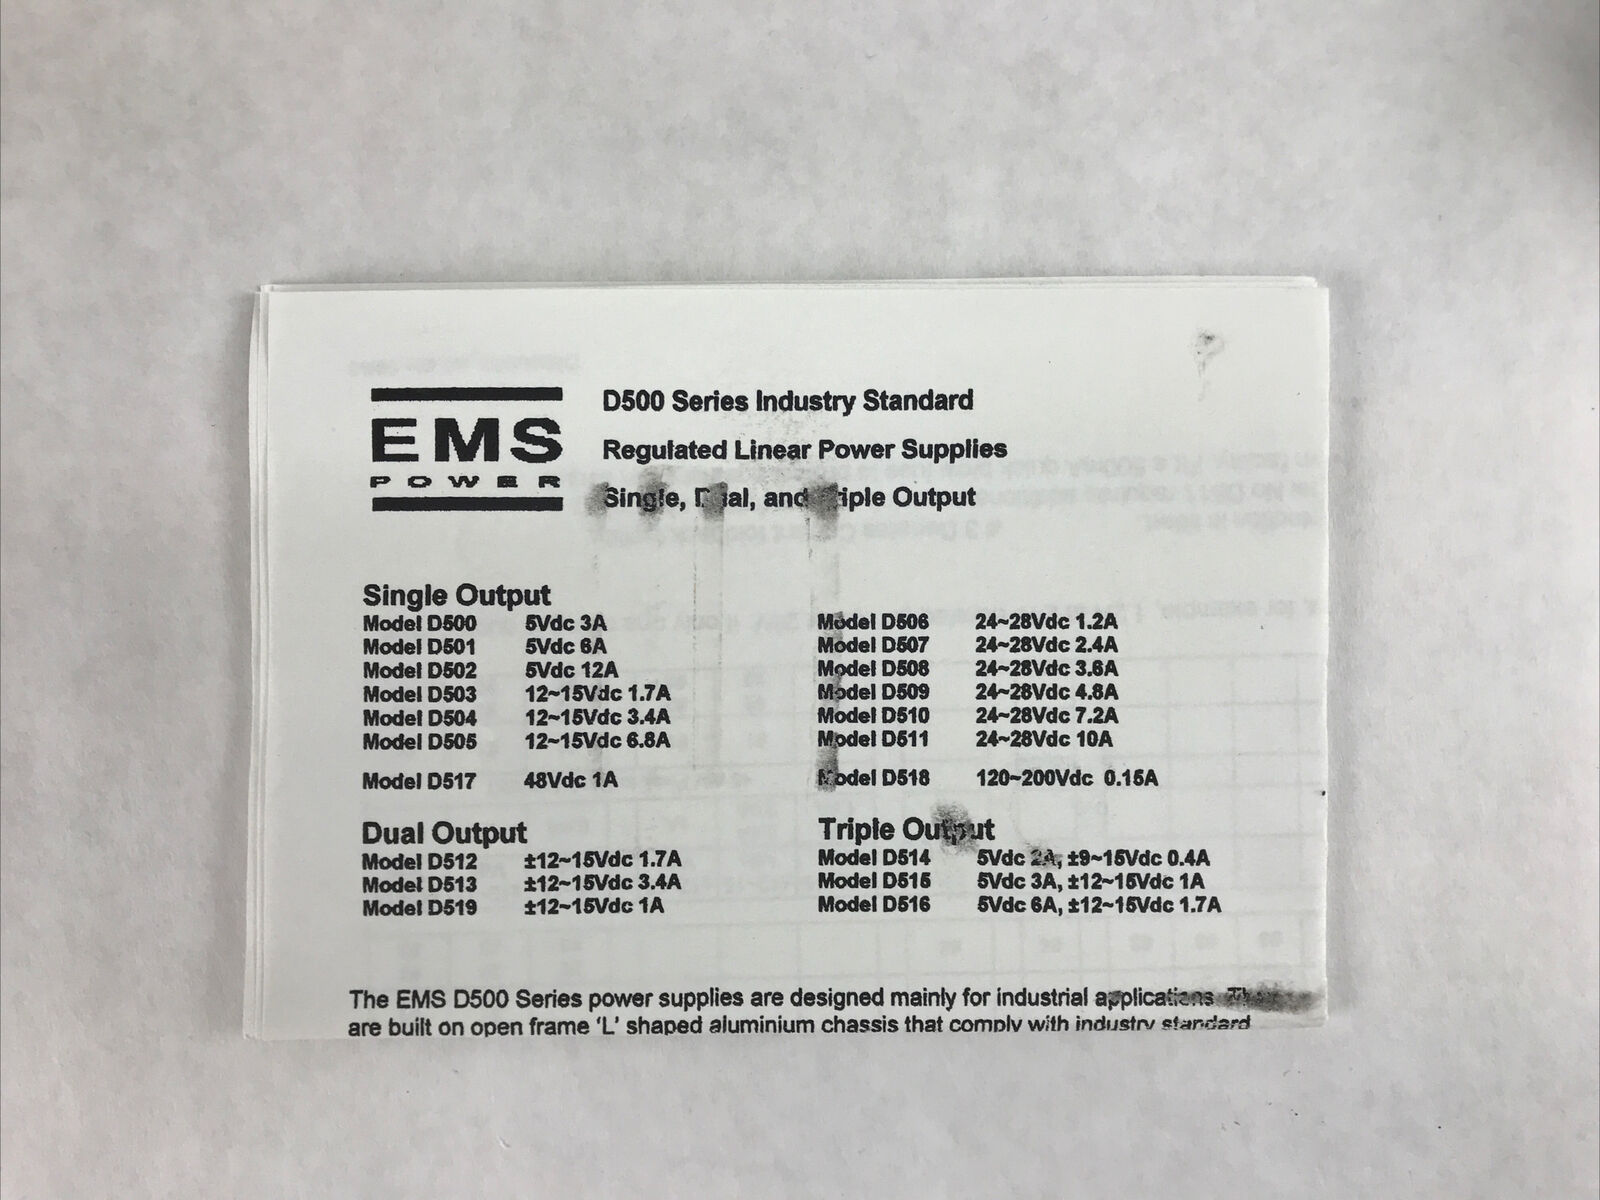 EMS
POWER
D500 Series Industry Standard
Regulated Linear Power Supplies
Single, Dual, and Triple Output
Single Output
Model D500 5Vdc 3A
Model D501 5Vdc 6A
Model D502 5Vdc 12A
Model D503 12~15Vdc 1.7A
Model D504 12~15Vdc 3.4A
Model D505 12~15Vdc 6.8A
Model D517 48Vdc 1A
Model D506 24~28Vdc 1.2A
Model D507 24~28Vdc 2.4A
Model D508 24~28Vdc 3.6A
Model D509 24~28Vdc 4.8A
Model D510 24~28Vdc 7.2A
Model D511 24~28Vdc 10A
Model D518 120~200Vdc 0.15A
Dual Output
Model D512 ±12~15Vdc 1.7A
Model D513 ±12~15Vdc 3.4A
Model D519 ±12~15Vdc 1A
Triple Output
Model D514 5Vdc 2A, ±9~15Vdc 0.4A
Model D515 5Vdc 3A, ±12~15Vdc 1A
Model D516 5Vdc 6A, ±12~15Vdc 1.7A
The EMS D500 Series power supplies are designed mainly for industrial applications. They
are built on open frame ‘L’ shaped aluminium chassis that comply with industry standard